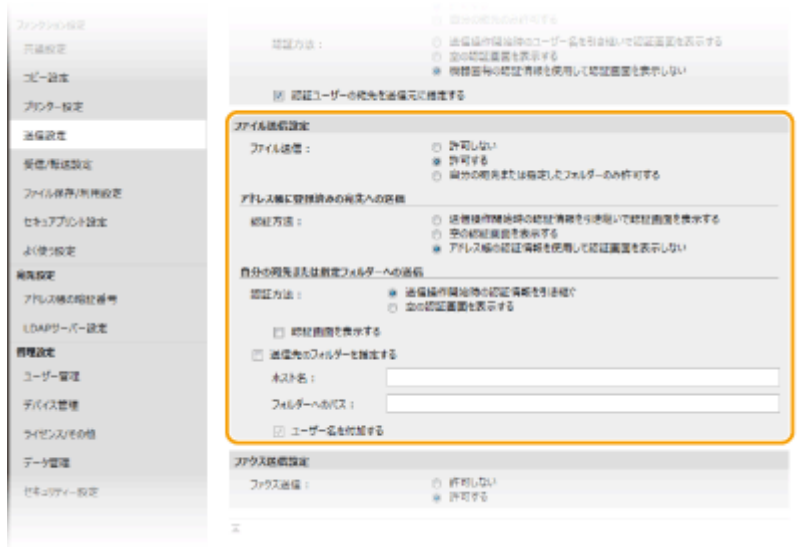 ファンクション設定
共通設定
コピー設定
プリンター設定
送信設定
受信/転送設定
ファイル保存/利用設定
セキュアプリント設定
よく使う設定
宛先設定
アドレス帳の暗証番号
LDAPサーバー設定
管理設定
ユーザー管理
デバイス管理
ライセンス/その他
データ管理
セキュリティー設定
自分の宛先のみ許可する
認証方法：
送信操作開始時のユーザー名を引き継いで認証画面を表示する
空の認証画面を表示する
機器固有の認証情報を使用して認証画面を表示しない
認証ユーザーの宛先を送信元に指定する
ファイル送信設定
ファイル送信：
許可しない
許可する
自分の宛先または指定したフォルダーのみ許可する
アドレス帳に登録済みの宛先への送信
認証方法：
送信操作開始時の認証情報を引き継いで認証画面を表示する
空の認証画面を表示する
アドレス帳の認証情報を使用して認証画面を表示しない
自分の宛先または指定フォルダーへの送信
認証方法：
送信操作開始時の認証情報を引き継ぐ
空の認証画面を表示する
認証画面を表示する
送信先のフォルダーを指定する
ホスト名：
フォルダーへのパス：
ユーザー名を付加する
ファクス送信設定
ファクス送信：
許可しない
許可する